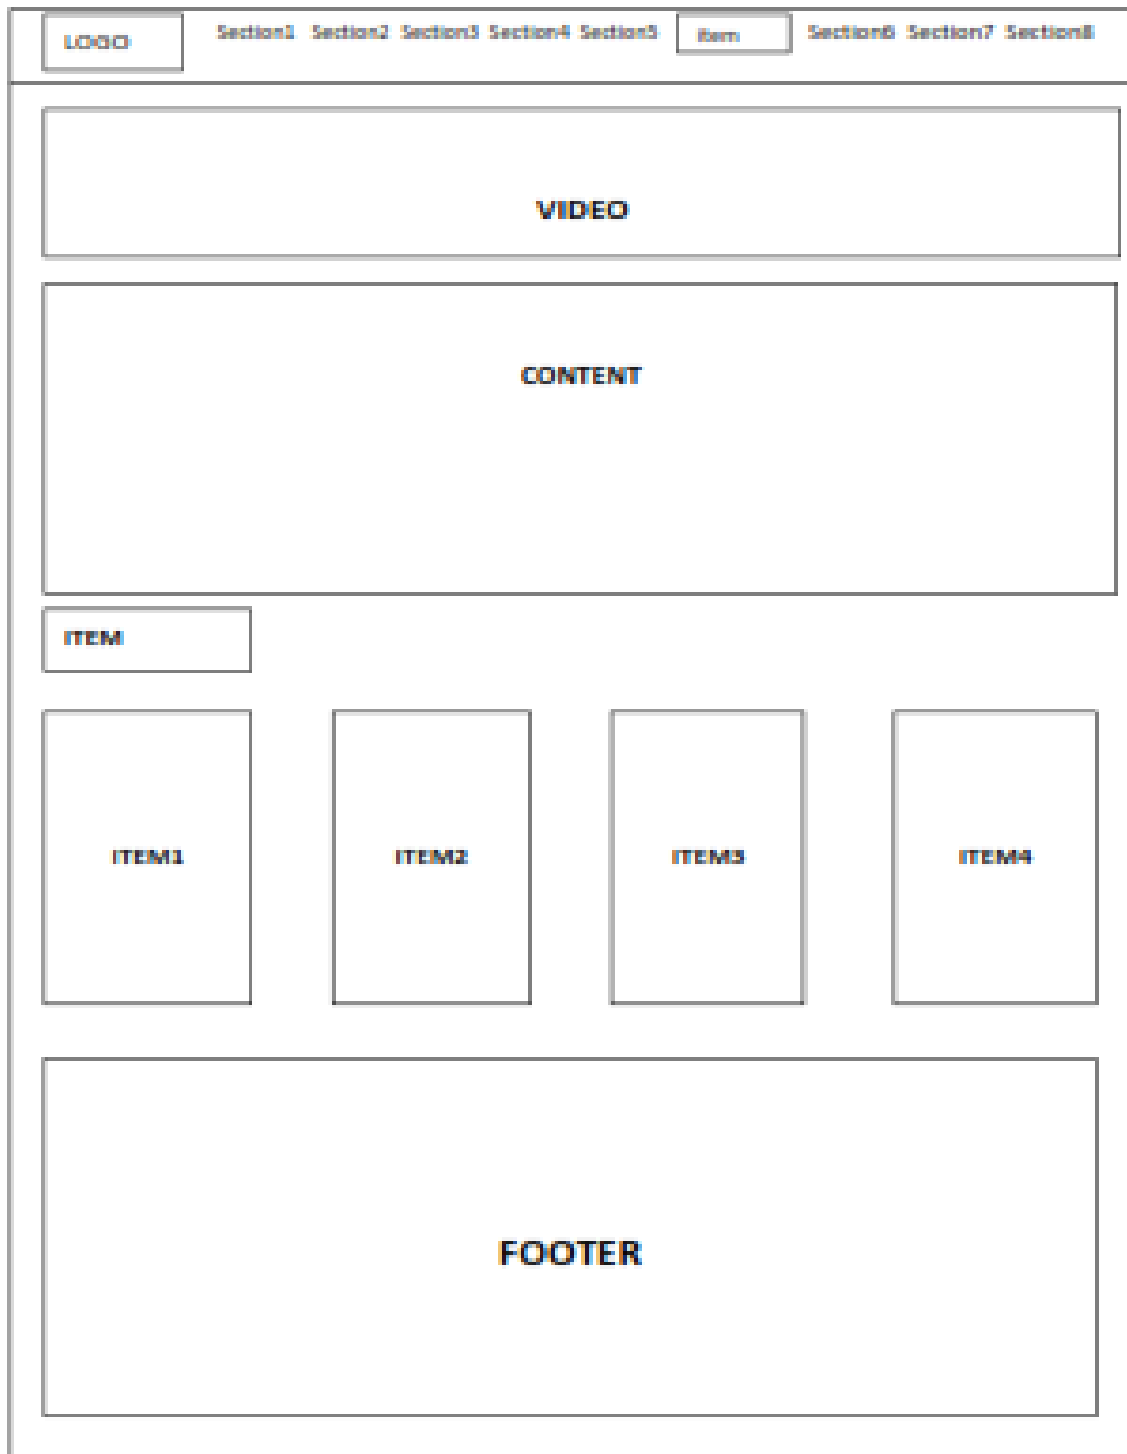 LOGO Section1 Section2 Section3 Section4 Section5 item Section6 Section7 Section8
VIDEO
CONTENT
ITEM
ITEM1 ITEM2 ITEM3 ITEM4
FOOTER